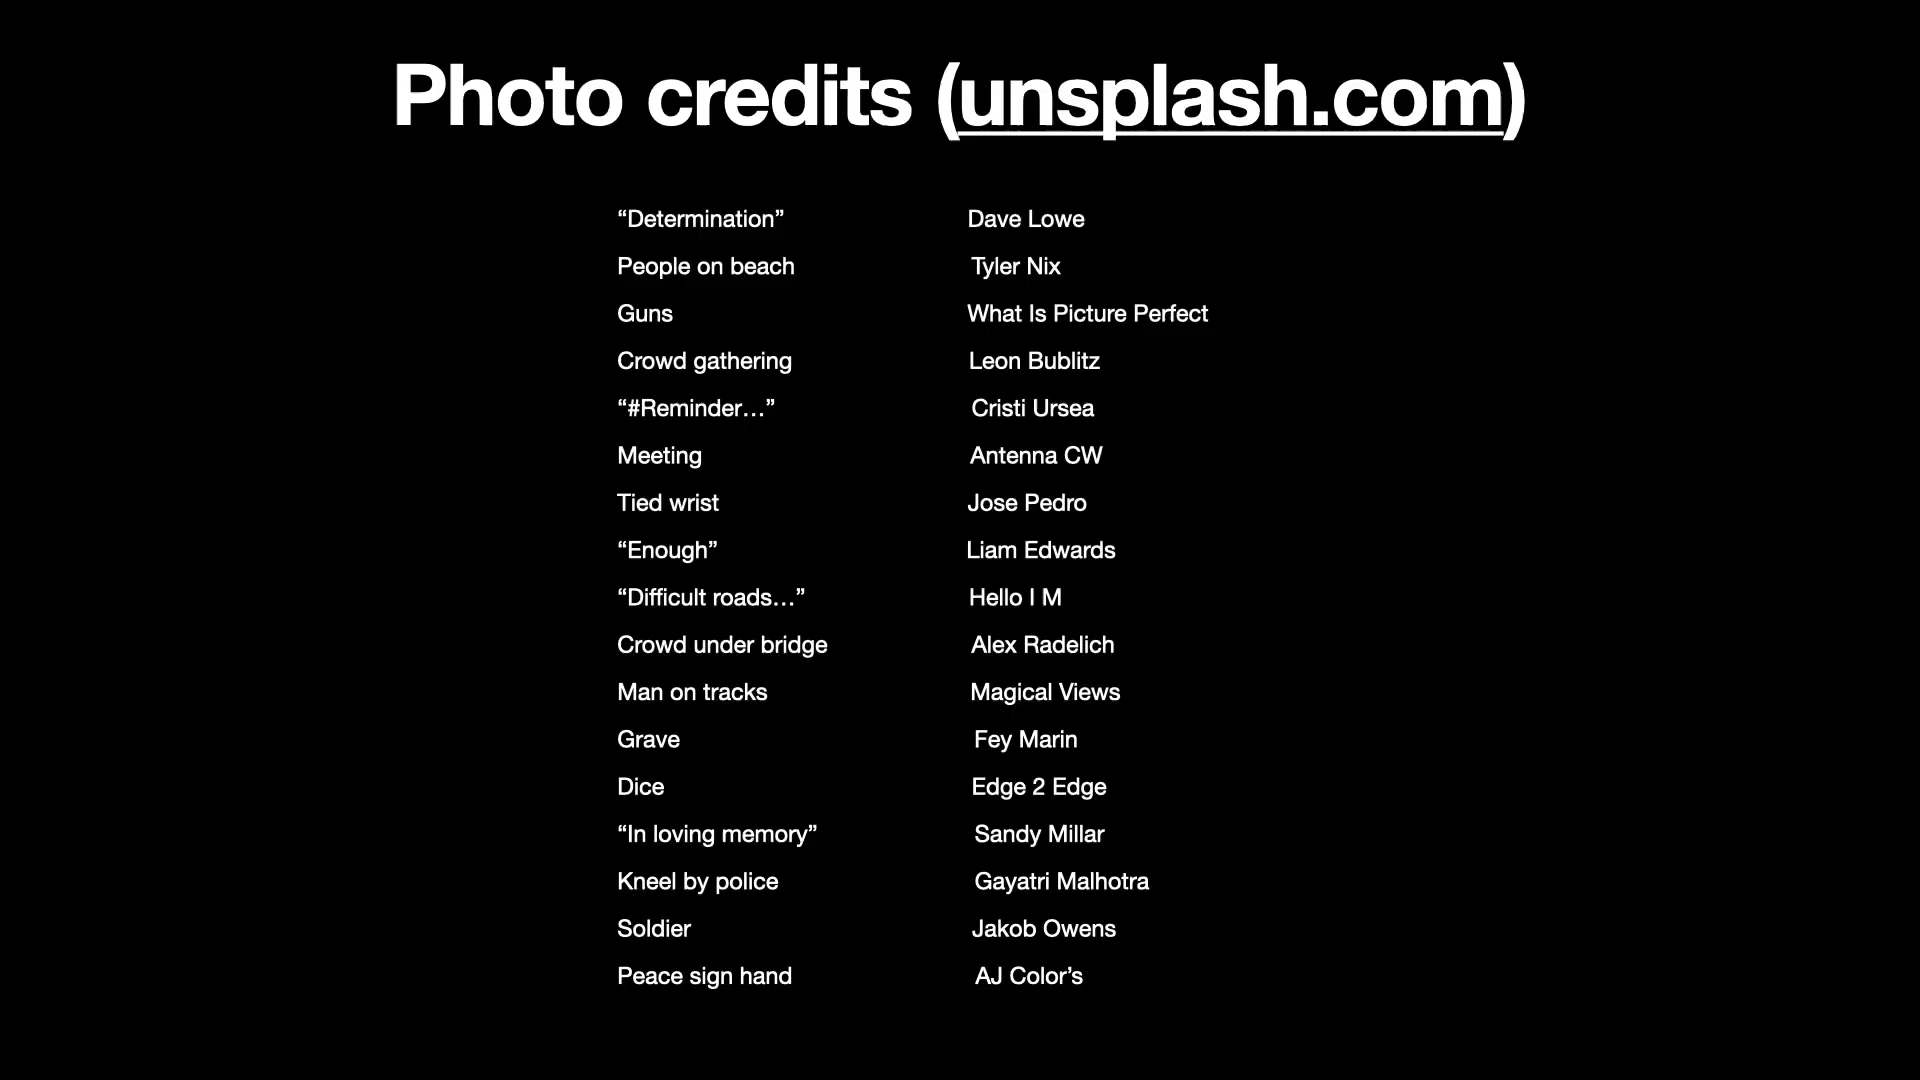 Photo credits (unsplash.com)
“Determination” Dave Lowe
People on beach Tyler Nix
Guns What Is Picture Perfect
Crowd gathering Leon Bublitz
“#Reminder…” Cristi Ursea
Meeting Antenna CW
Tied wrist Jose Pedro
“Enough” Liam Edwards
“Difficult roads…” Hello I M
Crowd under bridge Alex Radelich
Man on tracks Magical Views
Grave Fey Marin
Dice Edge 2 Edge
“In loving memory” Sandy Millar
Kneel by police Gayatri Malhotra
Soldier Jakob Owens
Peace sign hand AJ Color’s